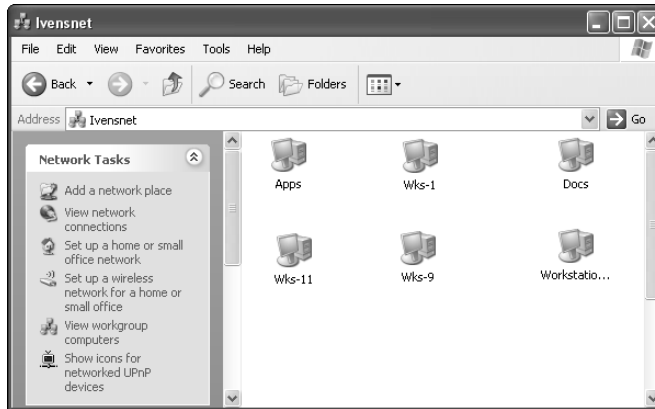 Ivensnet
File Edit View Favorites Tools Help
Back Search Folders
Address Ivensnet Go
Network Tasks
Add a network place
View network
connections
Set up a home or small
office network
Set up a wireless
network for a home or
small office
View workgroup
computers
Show icons for
networked UPnP
devices
Apps Wks-1 Docs
Wks-11 Wks-9 Workstatio...